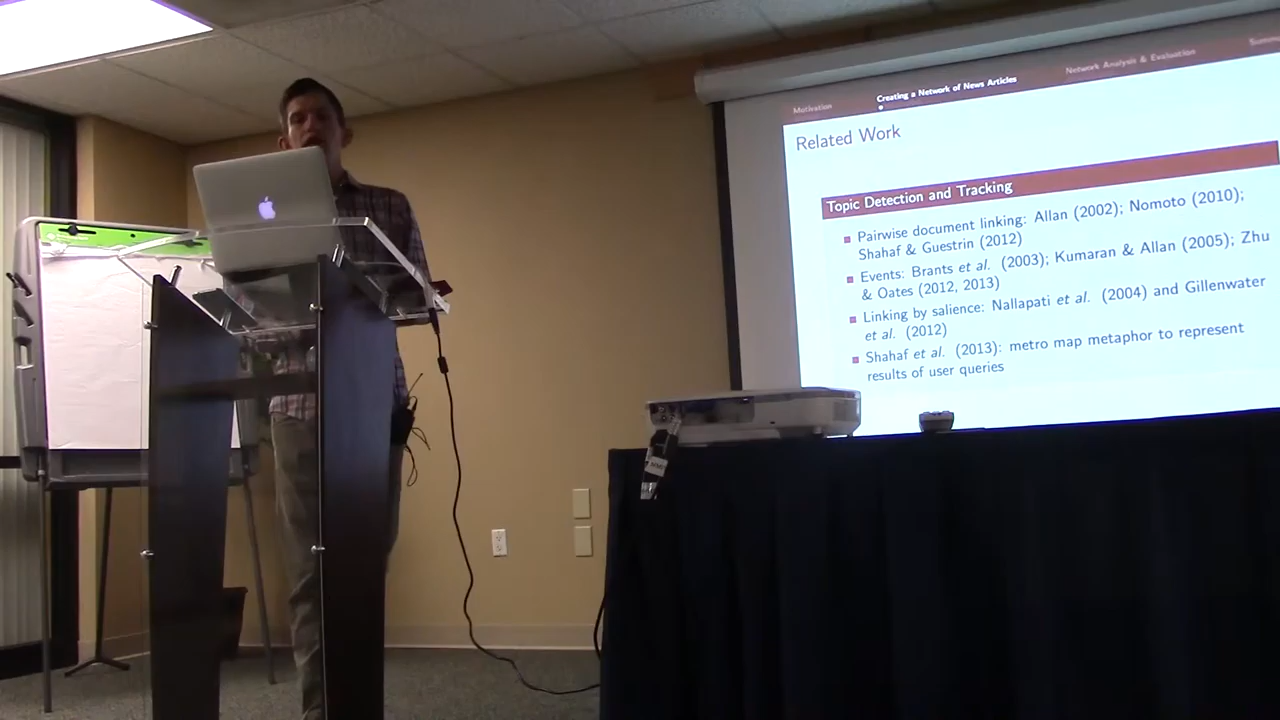 Motivation
Creating a Network of News Articles
Network Analysis & Evaluation
Related Work
Topic Detection and Tracking
Pairwise document linking: Allan (2002); Nomoto (2010);
Shahaf & Guestrin (2012)
Events: Brants et al. (2003); Kumaran & Allan (2005); Zhu
& Oates (2012, 2013)
Linking by salience: Nallapati et al. (2004) and Gillenwater
et al. (2012)
Shahaf et al. (2013): metro map metaphor to represent
results of user queries